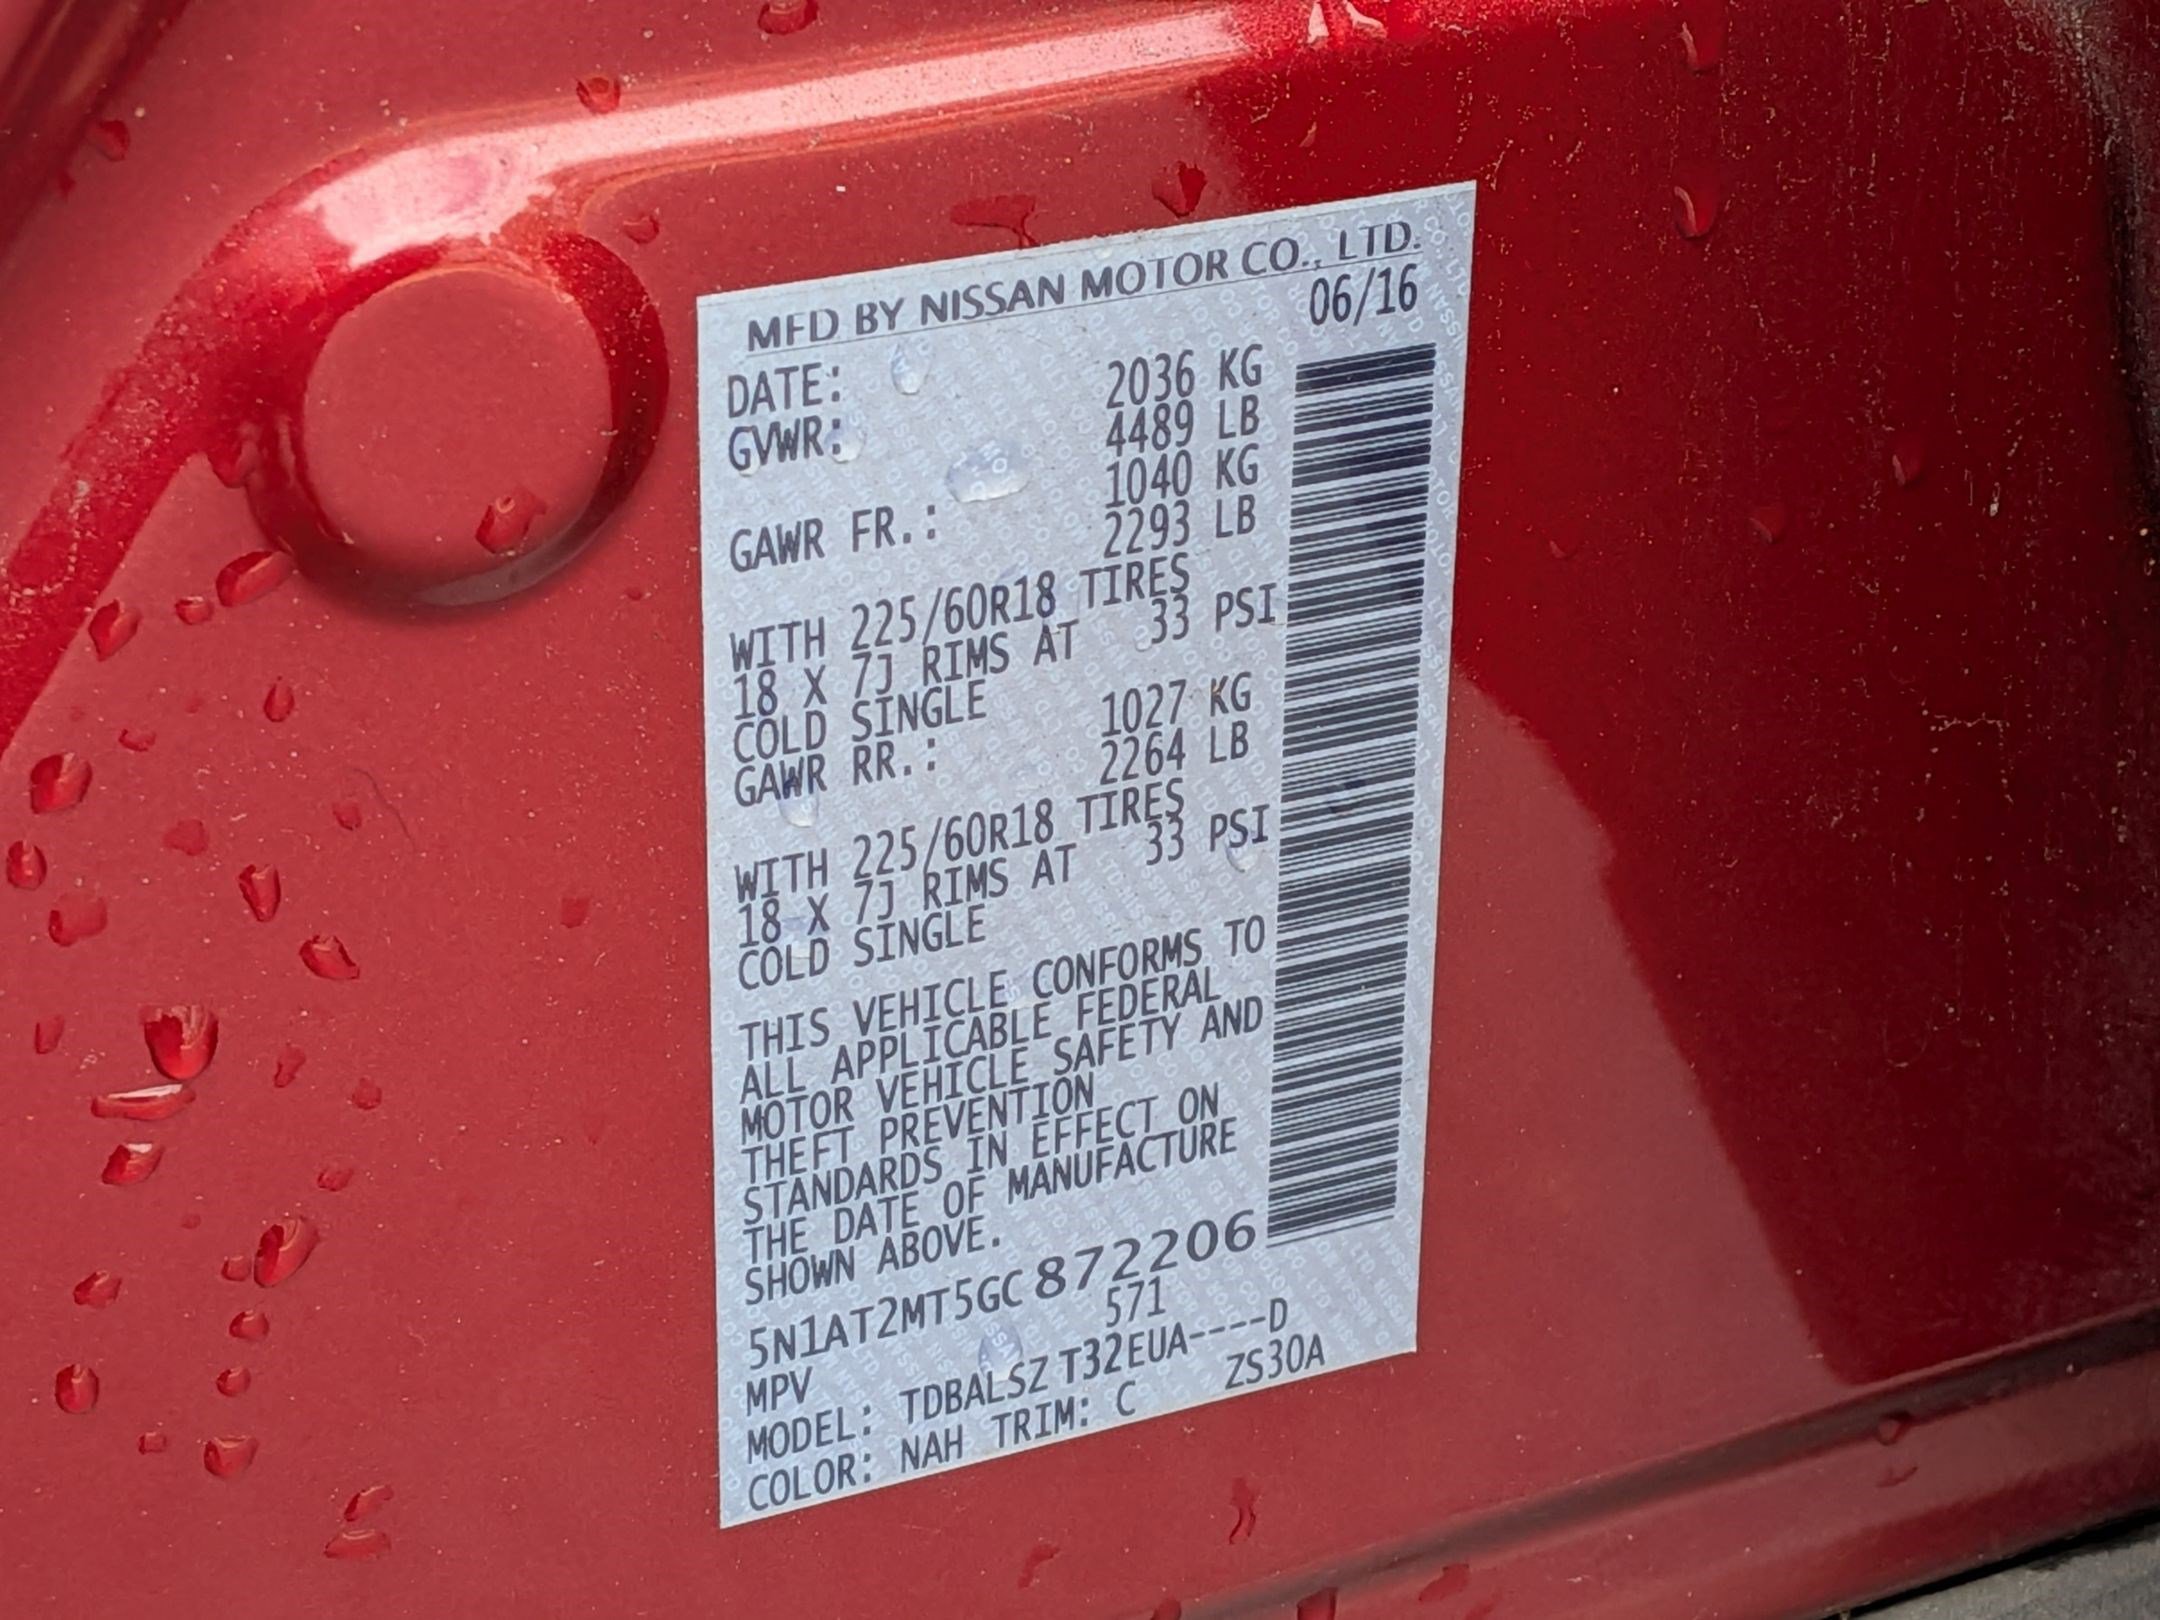 MFD BY NISSAN MOTOR CO., LTD.
DATE: 06/16
GVWR: 2036 KG
4489 LB
GAWR FR.: 1040 KG
2293 LB
WITH 225/60R18 TIRES
18 X 7J RIMS AT 33 PSI
COLD SINGLE
GAWR RR.: 1027 KG
2264 LB
WITH 225/60R18 TIRES
18 X 7J RIMS AT 33 PSI
COLD SINGLE
THIS VEHICLE CONFORMS TO
ALL APPLICABLE FEDERAL
MOTOR VEHICLE SAFETY AND
THEFT PREVENTION
STANDARDS IN EFFECT ON
THE DATE OF MANUFACTURE
SHOWN ABOVE.
5N1AT2MT5GC872206
MPV 571
MODEL: TDBALSZ T32EUA----D
COLOR: NAH TRIM: C ZS30A